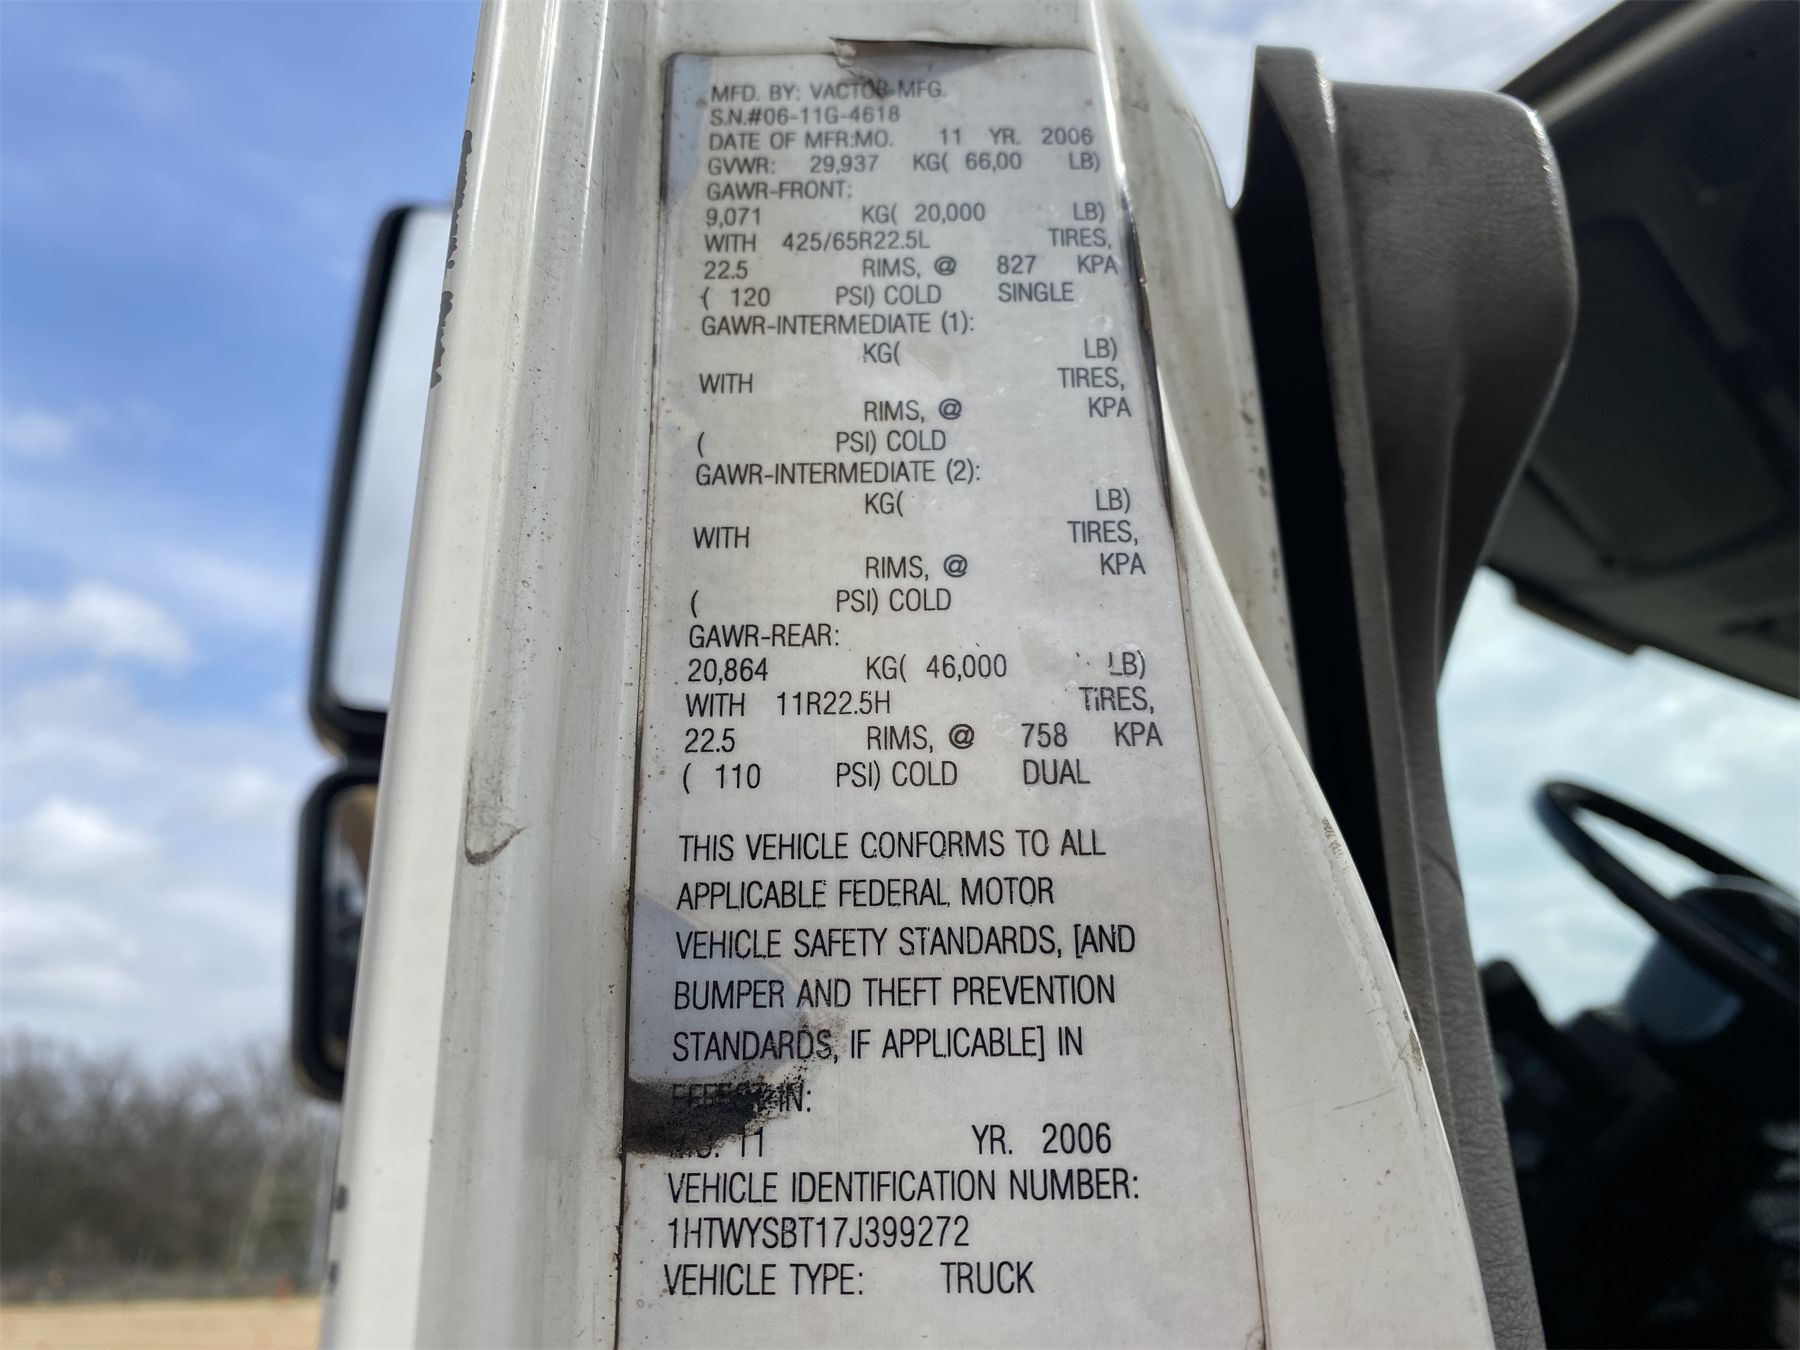 MFD. BY: VACTOR MFG.
S.N.#06-11G-4618
DATE OF MFR:MO. 11 YR. 2006
GVWR: 29,937 KG( 66,00 LB)
GAWR-FRONT:
9,071 KG( 20,000 LB)
WITH 425/65R22.5L TIRES,
22.5 RIMS, @ 827 KPA
( 120 PSI) COLD SINGLE
GAWR-INTERMEDIATE (1):
KG( LB)
WITH TIRES,
RIMS, @ KPA
( PSI) COLD
GAWR-INTERMEDIATE (2):
KG( LB)
WITH TIRES,
RIMS, @ KPA
( PSI) COLD
GAWR-REAR:
20,864 KG( 46,000 LB)
WITH 11R22.5H TIRES,
22.5 RIMS, @ 758 KPA
( 110 PSI) COLD DUAL
THIS VEHICLE CONFORMS TO ALL
APPLICABLE FEDERAL MOTOR
VEHICLE SAFETY STANDARDS, [AND
BUMPER AND THEFT PREVENTION
STANDARDS, IF APPLICABLE] IN
EFFECT IN:
MO. 11 YR. 2006
VEHICLE IDENTIFICATION NUMBER:
1HTWYSBT17J399272
VEHICLE TYPE: TRUCK